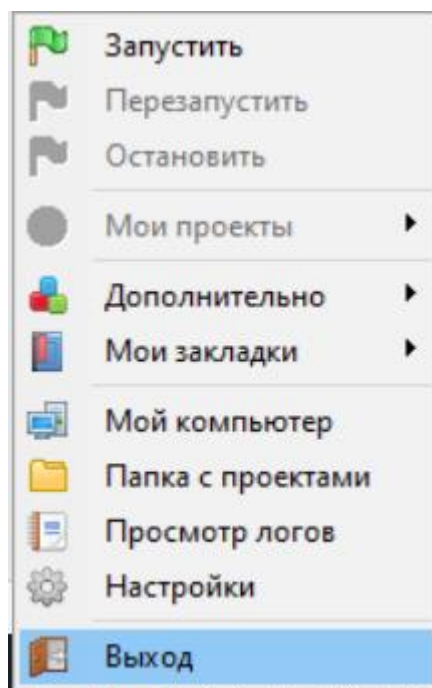 Запустить
Перезапустить
Остановить
Мои проекты
Дополнительно
Мои закладки
Мой компьютер
Папка с проектами
Просмотр логов
Настройки
Выход